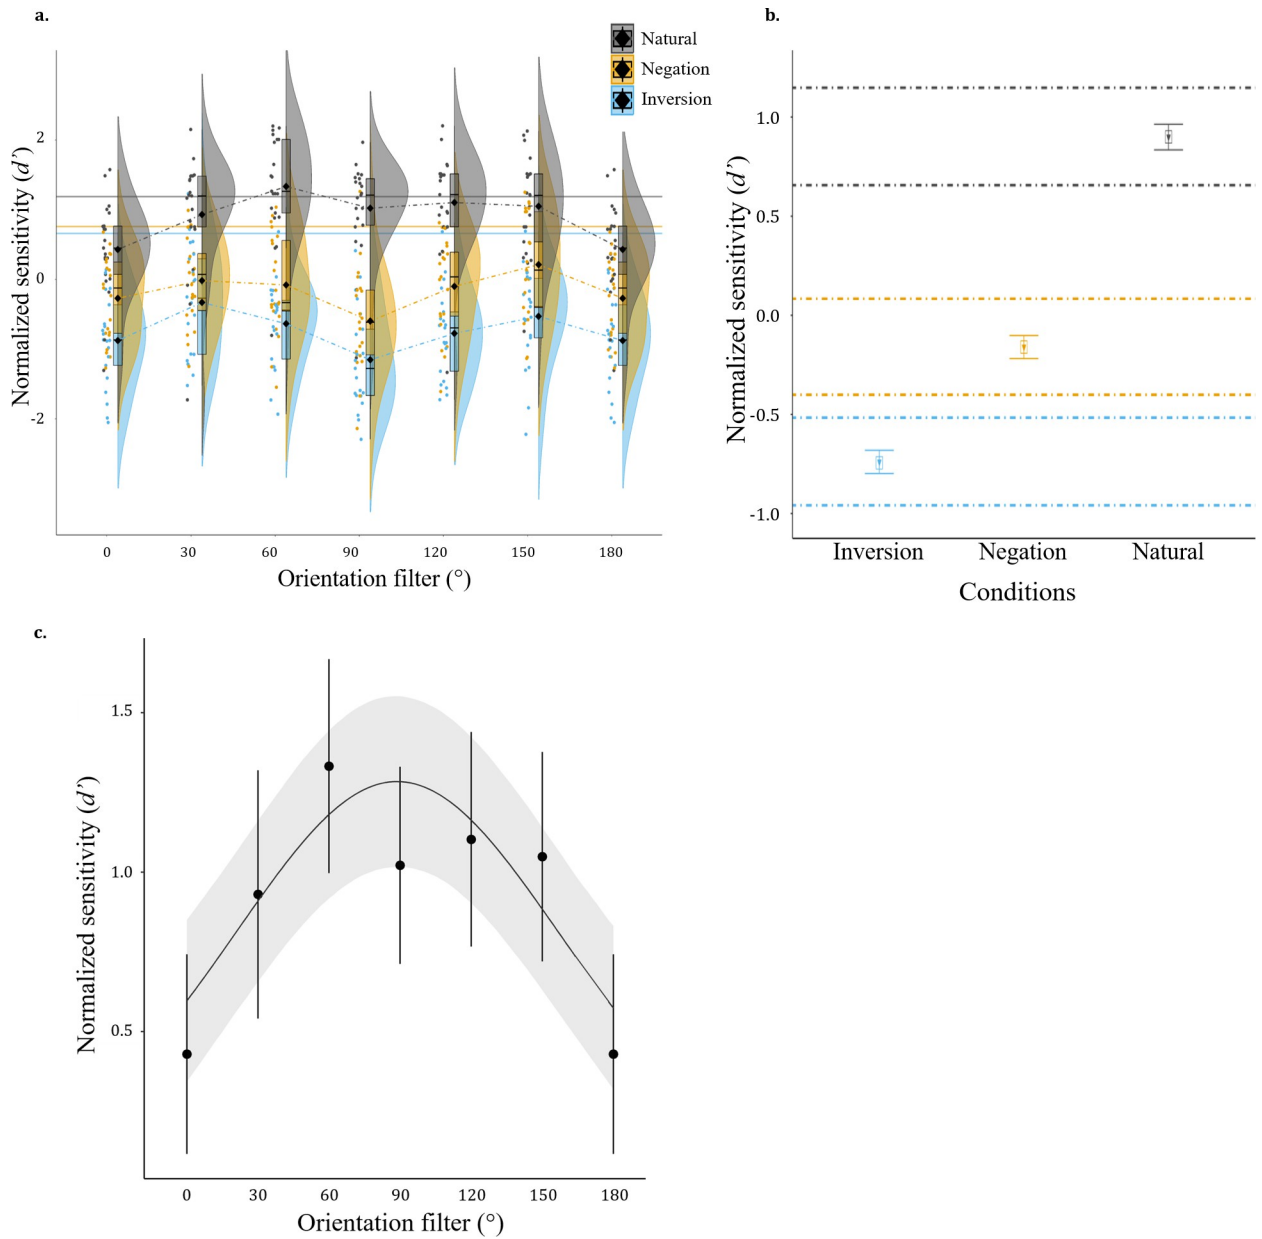 a.
Natural
Negation
Inversion
Normalized sensitivity (d')
2
0
-2
0 30 60 90 120 150 180
Orientation filter (°)
b.
Normalized sensitivity (d')
1.0
0.5
0.0
-0.5
-1.0
Inversion Negation Natural
Conditions
c.
Normalized sensitivity (d')
1.5
1.0
0.5
0 30 60 90 120 150 180
Orientation filter (°)